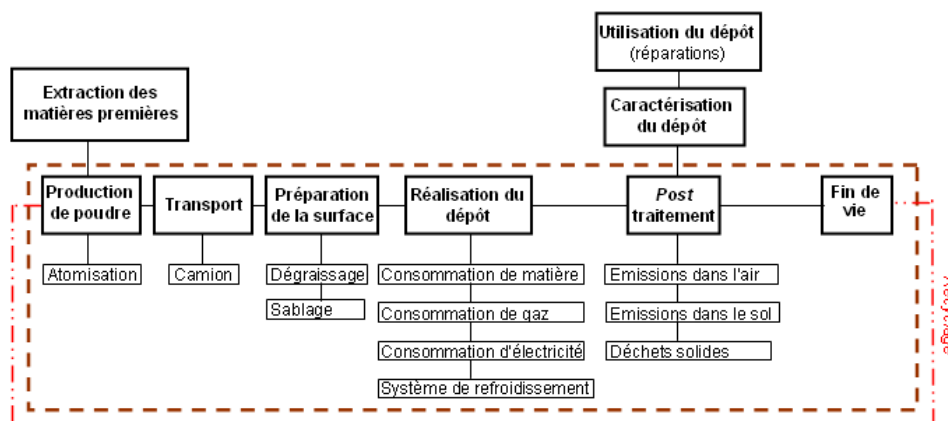 Utilisation du dépôt
(réparations)
Extraction des
matières premières
Caractérisation
du dépôt
Production
de poudre
Transport
Préparation
de la surface
Réalisation du
dépôt
Post
traitement
Fin de
vie
Atomisation
Camion
Dégraissage
Sablage
Consommation de matière
Consommation de gaz
Consommation d'électricité
Système de refroidissement
Emissions dans l'air
Emissions dans le sol
Déchets solides
Recyclage